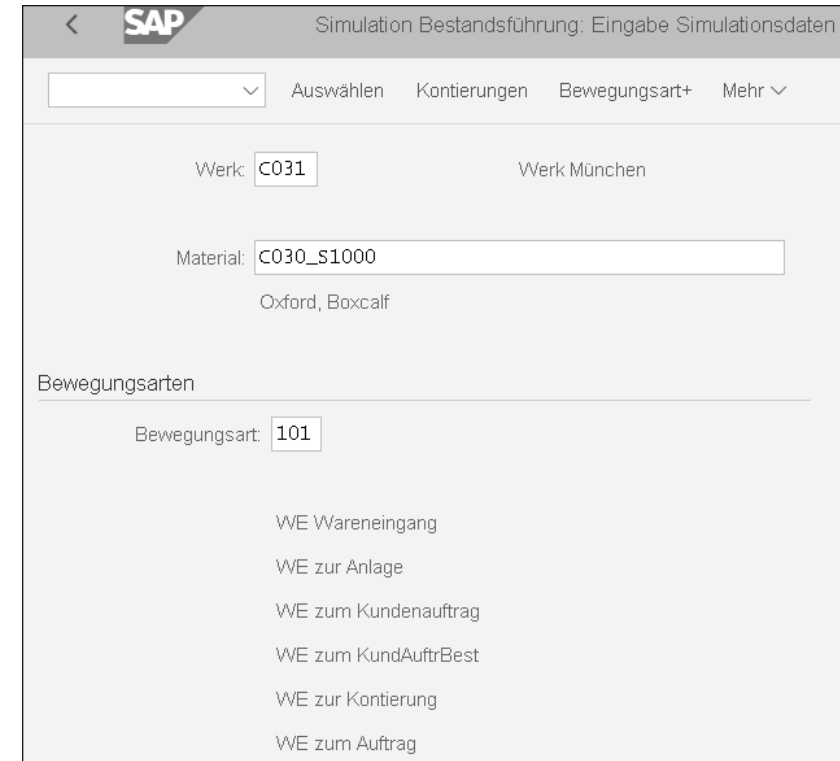 SAP Simulation Bestandsführung: Eingabe Simulationsdaten
Auswählen Kontierungen Bewegungsart+ Mehr
Werk: C031 Werk München
Material: C030_S1000
Oxford, Boxcalf
Bewegungsarten
Bewegungsart: 101
WE Wareneingang
WE zur Anlage
WE zum Kundenauftrag
WE zum KundAuftrBest
WE zur Kontierung
WE zum Auftrag